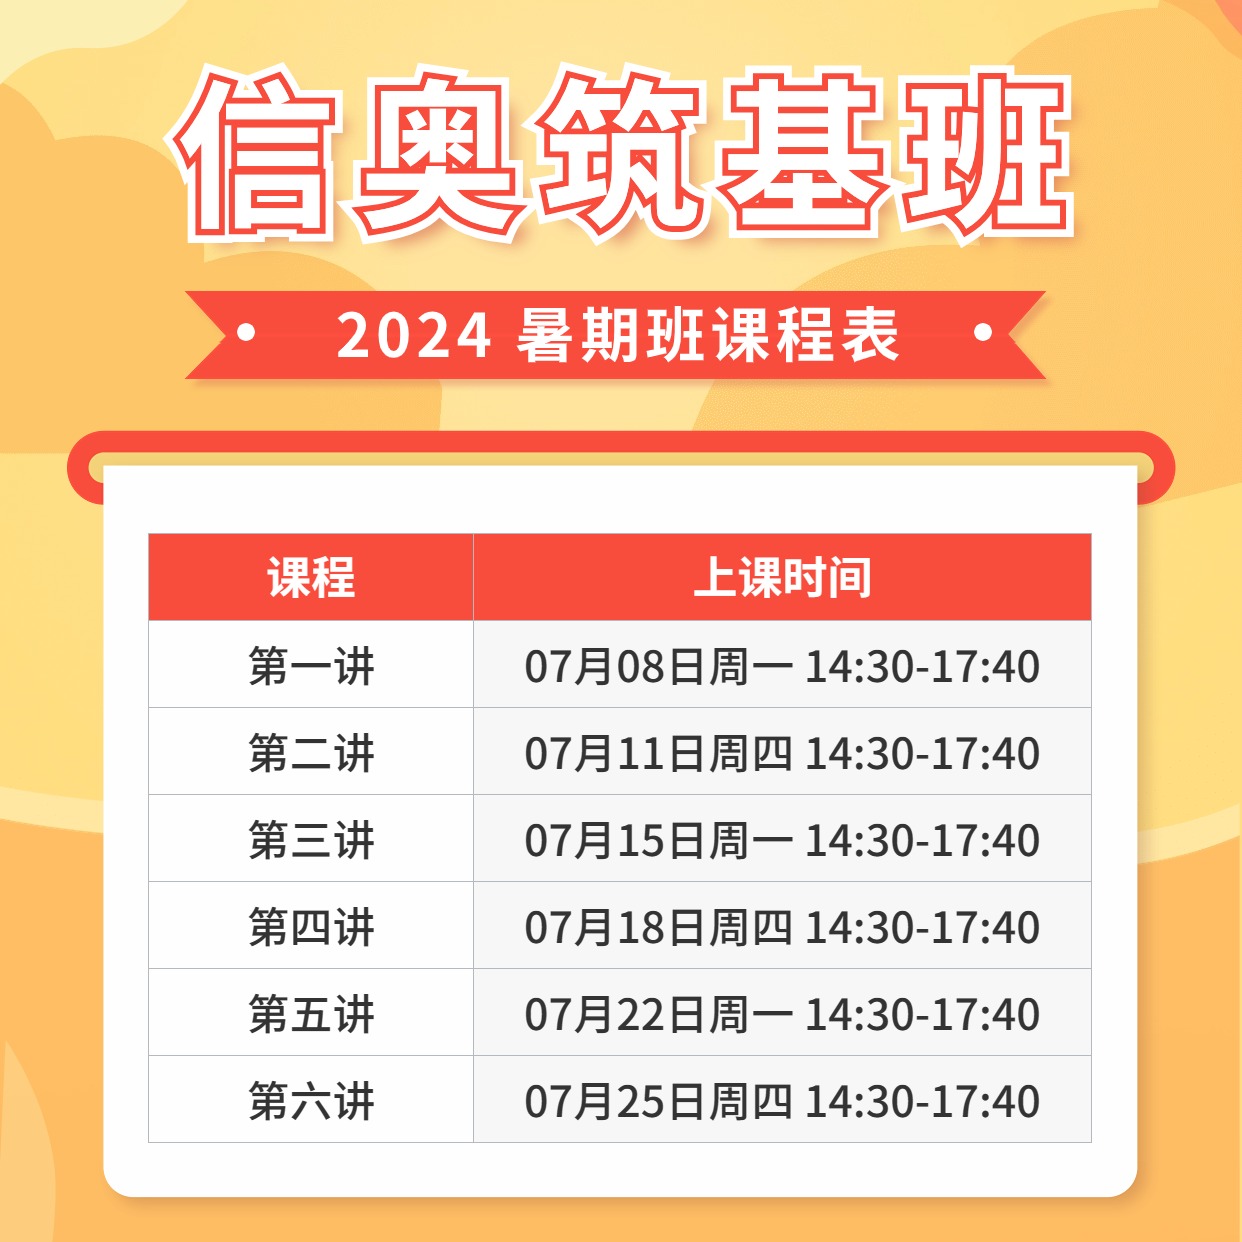 信奥筑基班
2024 暑期班课程表
课程 上课时间
第一讲 07月08日周一 14:30-17:40
第二讲 07月11日周四 14:30-17:40
第三讲 07月15日周一 14:30-17:40
第四讲 07月18日周四 14:30-17:40
第五讲 07月22日周一 14:30-17:40
第六讲 07月25日周四 14:30-17:40